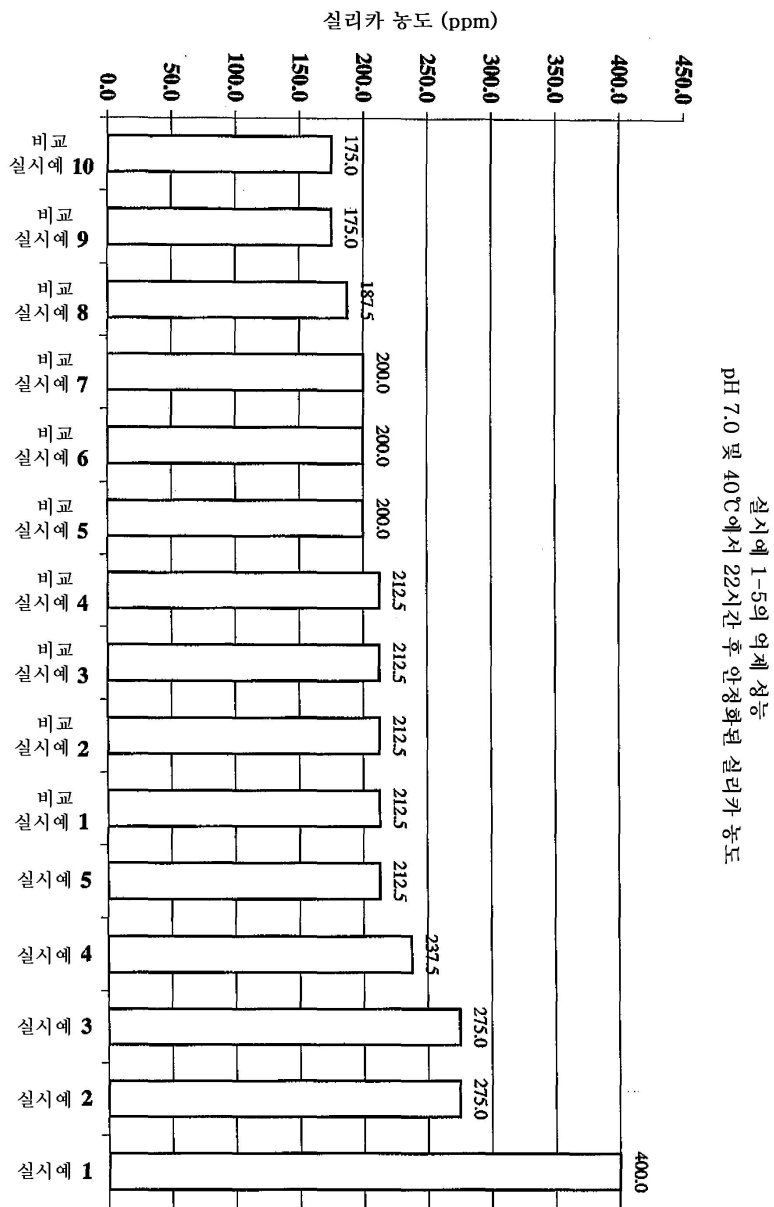 실시예 1-5의 억제 성능
pH 7.0 및 40℃에서 22시간 후 안정화된 실리카 농도
실리카 농도 (ppm)
450.0
400.0
350.0
300.0
250.0
200.0
150.0
100.0
50.0
0.0
175.0
175.0
187.5
200.0
200.0
200.0
212.5
212.5
212.5
212.5
212.5
237.5
275.0
275.0
400.0
비교
실시예 10
비교
실시예 9
비교
실시예 8
비교
실시예 7
비교
실시예 6
비교
실시예 5
비교
실시예 4
비교
실시예 3
비교
실시예 2
비교
실시예 1
실시예 5
실시예 4
실시예 3
실시예 2
실시예 1